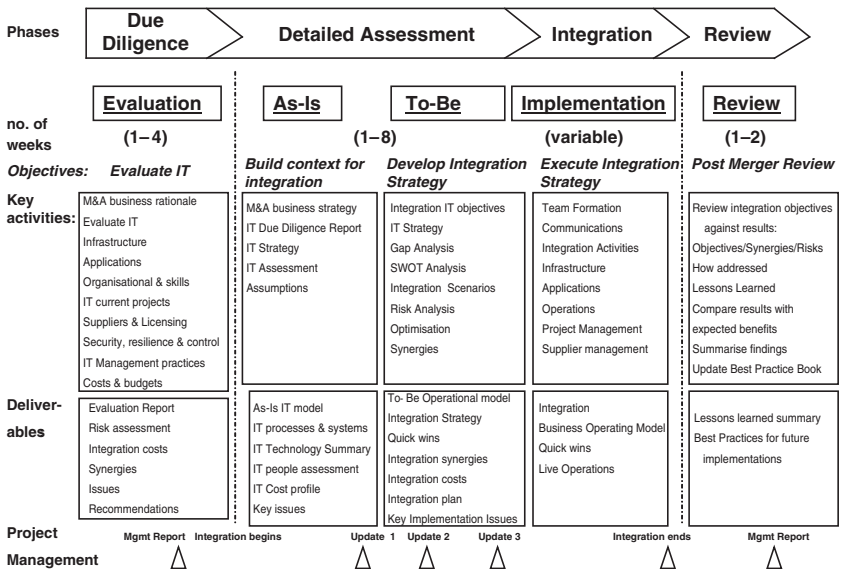 Phases
Due
Diligence
Detailed Assessment
Integration
Review
no. of
weeks
Evaluation
As-Is
To-Be
Implementation
Review
(1–4)
(1–8)
(variable)
(1–2)
Objectives:
Evaluate IT
Build context for
integration
Develop Integration
Strategy
Execute Integration
Strategy
Post Merger Review
Key
activities:
M&A business rationale
Evaluate IT
Infrastructure
Applications
Organisational & skills
IT current projects
Suppliers & Licensing
Security, resilience & control
IT Management practices
Costs & budgets
M&A business strategy
IT Due Diligence Report
IT Strategy
IT Assessment
Assumptions
Integration IT objectives
IT Strategy
Gap Analysis
SWOT Analysis
Integration Scenarios
Risk Analysis
Optimisation
Synergies
Team Formation
Communications
Integration Activities
Infrastructure
Applications
Operations
Project Management
Supplier management
Review integration objectives
against results:
Objectives/Synergies/Risks
How addressed
Lessons Learned
Compare results with
expected benefits
Summarise findings
Update Best Practice Book
Deliver-
ables
Evaluation Report
Risk assessment
Integration costs
Synergies
Issues
Recommendations
As-Is IT model
IT processes & systems
IT Technology Summary
IT people assessment
IT Cost profile
Key issues
To- Be Operational model
Integration Strategy
Quick wins
Integration synergies
Integration costs
Integration plan
Key Implementation Issues
Integration
Business Operating Model
Quick wins
Live Operations
Lessons learned summary
Best Practices for future
implementations
Project
Management
Mgmt Report
Integration begins
Update 1
Update 2
Update 3
Integration ends
Mgmt Report